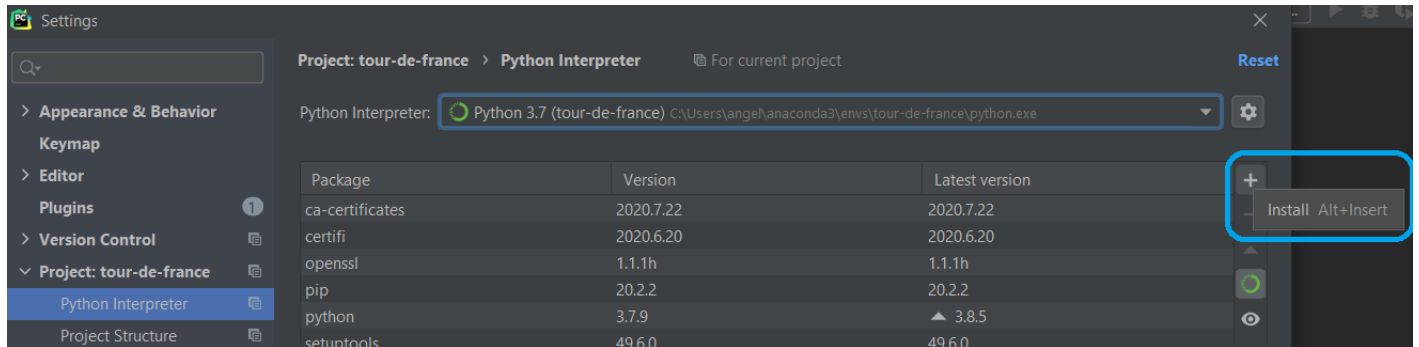 PC
Settings
Project: tour-de-france > Python Interpreter
For current project
Reset
Appearance & Behavior
Python Interpreter:
Python 3.7 (tour-de-france) C:\Users\angel\anaconda3\envs\tour-de-france\python.exe
Keymap
Editor
Package Version Latest version
Plugins 1
ca-certificates 2020.7.22 2020.7.22
Install Alt+Insert
Version Control
certifi 2020.6.20 2020.6.20
Project: tour-de-france
openssl 1.1.1h 1.1.1h
Python Interpreter
pip 20.2.2 20.2.2
python 3.7.9 3.8.5
Project Structure
setuptools 49.6.0 49.6.0